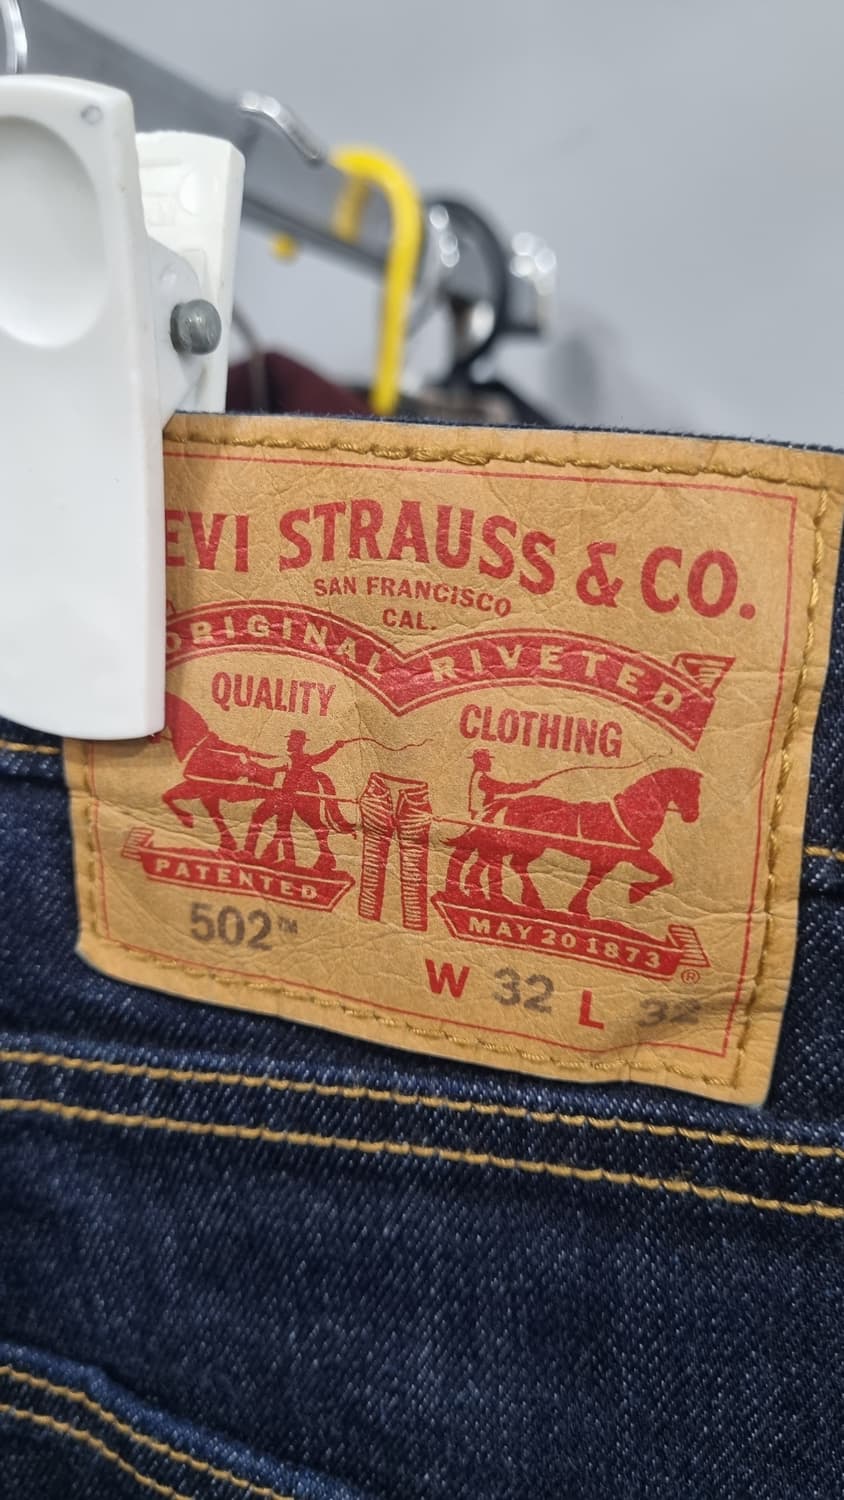 EVI STRAUSS & CO.
SAN FRANCISCO
CAL.
ORIGINAL RIVETED
QUALITY CLOTHING
PATENTED
MAY 20 1873
502™
®
W 32 L 32